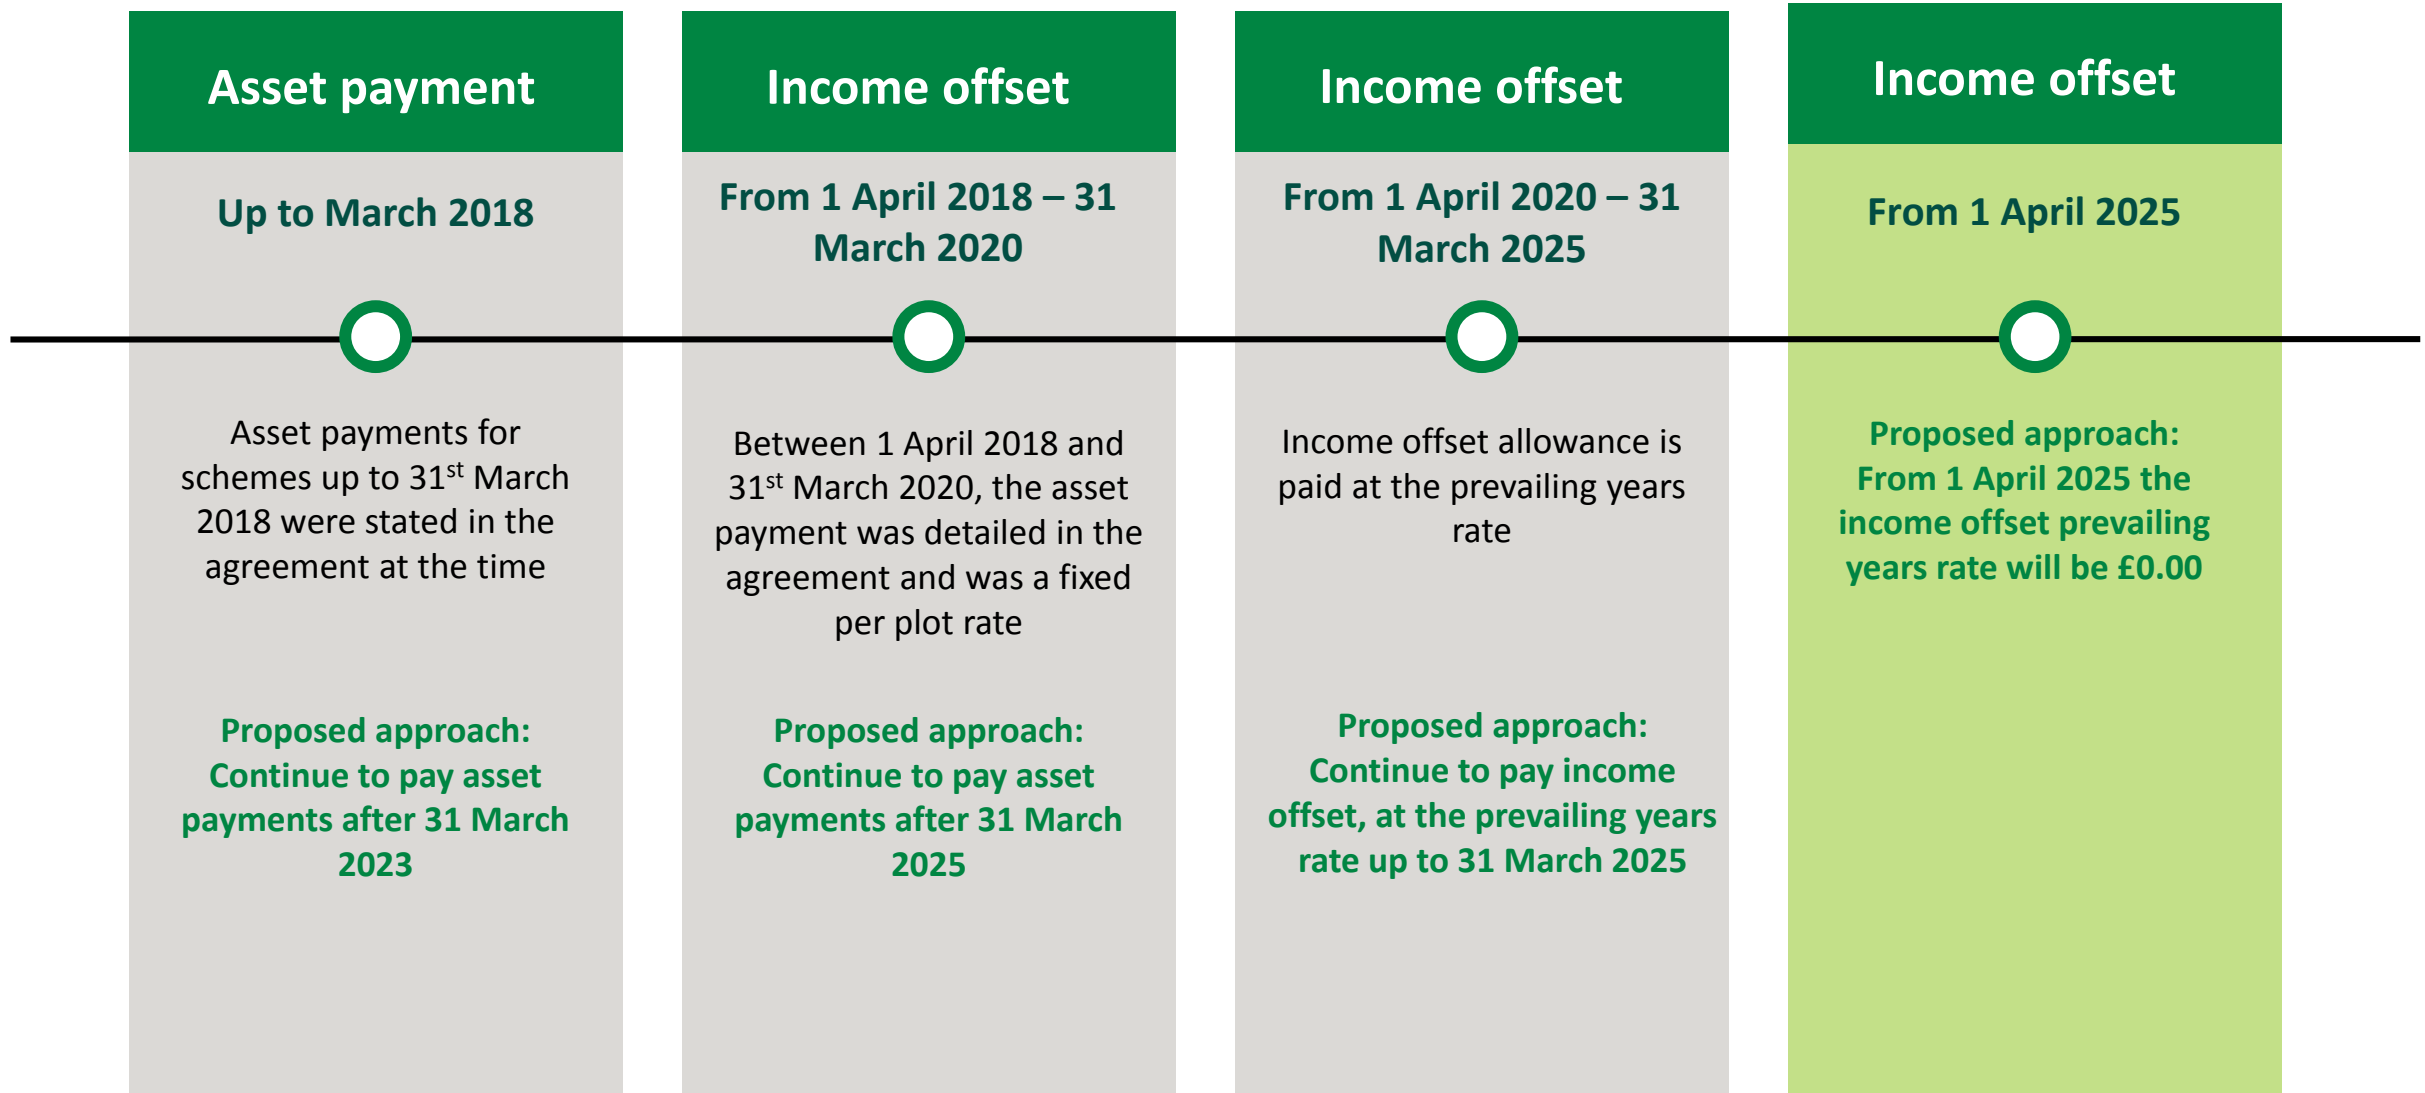 Asset payment
Up to March 2018
Asset payments for
schemes up to 31st March
2018 were stated in the
agreement at the time
Proposed approach:
Continue to pay asset
payments after 31 March
2023
Income offset
From 1 April 2018 – 31
March 2020
Between 1 April 2018 and
31st March 2020, the asset
payment was detailed in the
agreement and was a fixed
per plot rate
Proposed approach:
Continue to pay asset
payments after 31 March
2025
Income offset
From 1 April 2020 – 31
March 2025
Income offset allowance is
paid at the prevailing years
rate
Proposed approach:
Continue to pay income
offset, at the prevailing years
rate up to 31 March 2025
Income offset
From 1 April 2025
Proposed approach:
From 1 April 2025 the
income offset prevailing
years rate will be £0.00